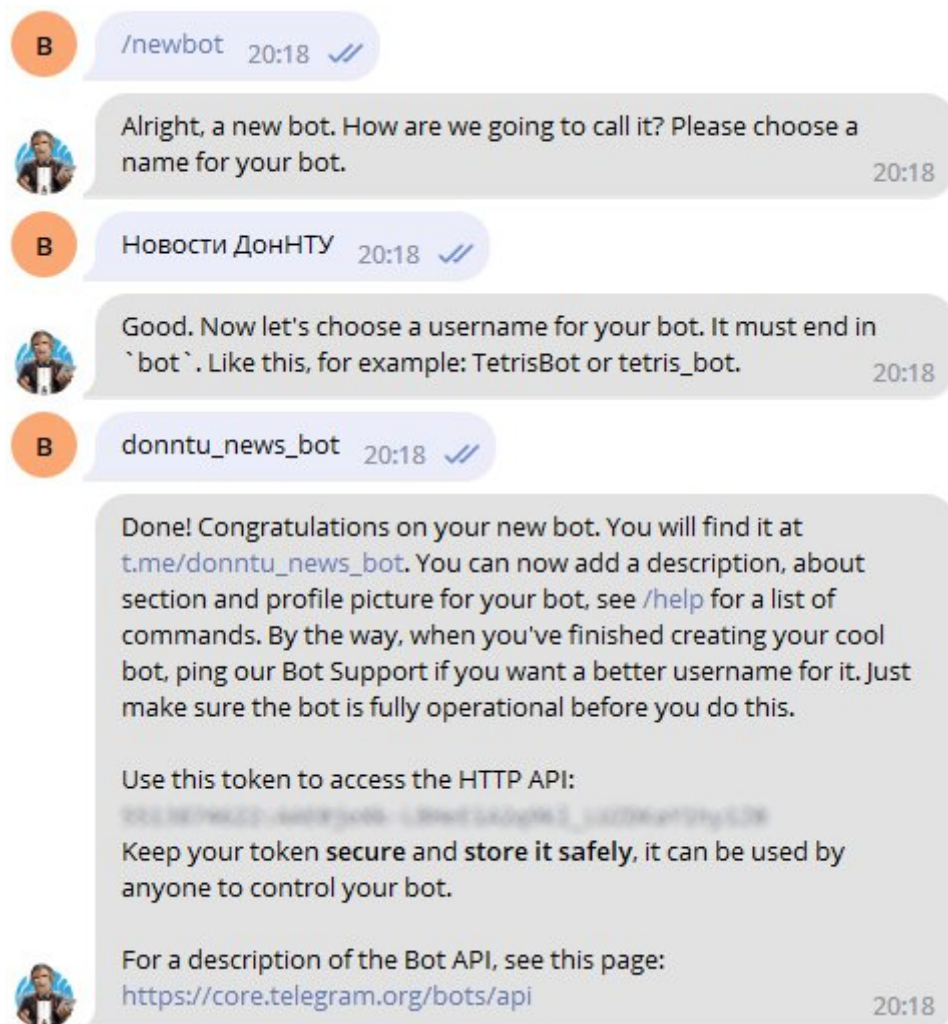 B
/newbot 20:18
Alright, a new bot. How are we going to call it? Please choose a
name for your bot.
20:18
B
Новости ДонНТУ 20:18
Good. Now let's choose a username for your bot. It must end in
`bot`. Like this, for example: TetrisBot or tetris_bot.
20:18
B
donntu_news_bot 20:18
Done! Congratulations on your new bot. You will find it at
t.me/donntu_news_bot. You can now add a description, about
section and profile picture for your bot, see /help for a list of
commands. By the way, when you've finished creating your cool
bot, ping our Bot Support if you want a better username for it. Just
make sure the bot is fully operational before you do this.
Use this token to access the HTTP API:
Keep your token secure and store it safely, it can be used by
anyone to control your bot.
For a description of the Bot API, see this page:
https://core.telegram.org/bots/api
20:18